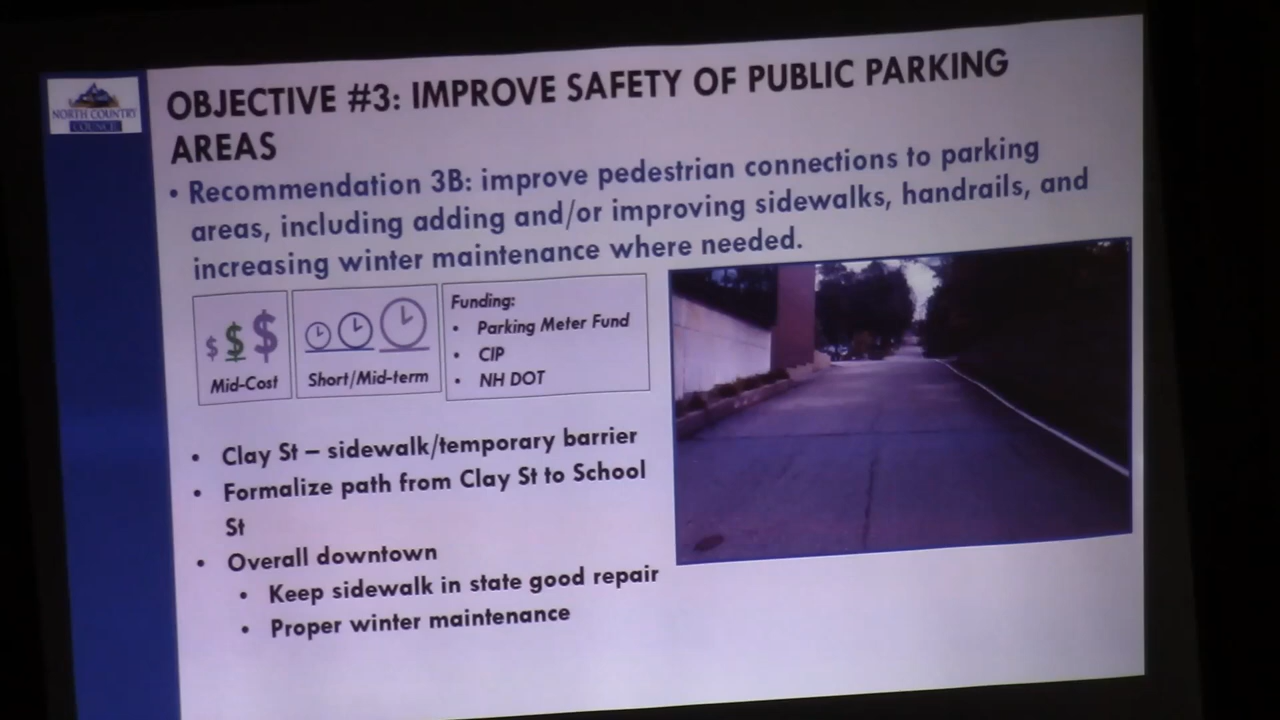 NORTH COUNTRY
COUNCIL
OBJECTIVE #3: IMPROVE SAFETY OF PUBLIC PARKING
AREAS
• Recommendation 3B: improve pedestrian connections to parking
areas, including adding and/or improving sidewalks, handrails, and
increasing winter maintenance where needed.
$ $ $
Mid-Cost
Short/Mid-term
Funding:
• Parking Meter Fund
• CIP
• NH DOT
• Clay St – sidewalk/temporary barrier
• Formalize path from Clay St to School
St
• Overall downtown
• Keep sidewalk in state good repair
• Proper winter maintenance